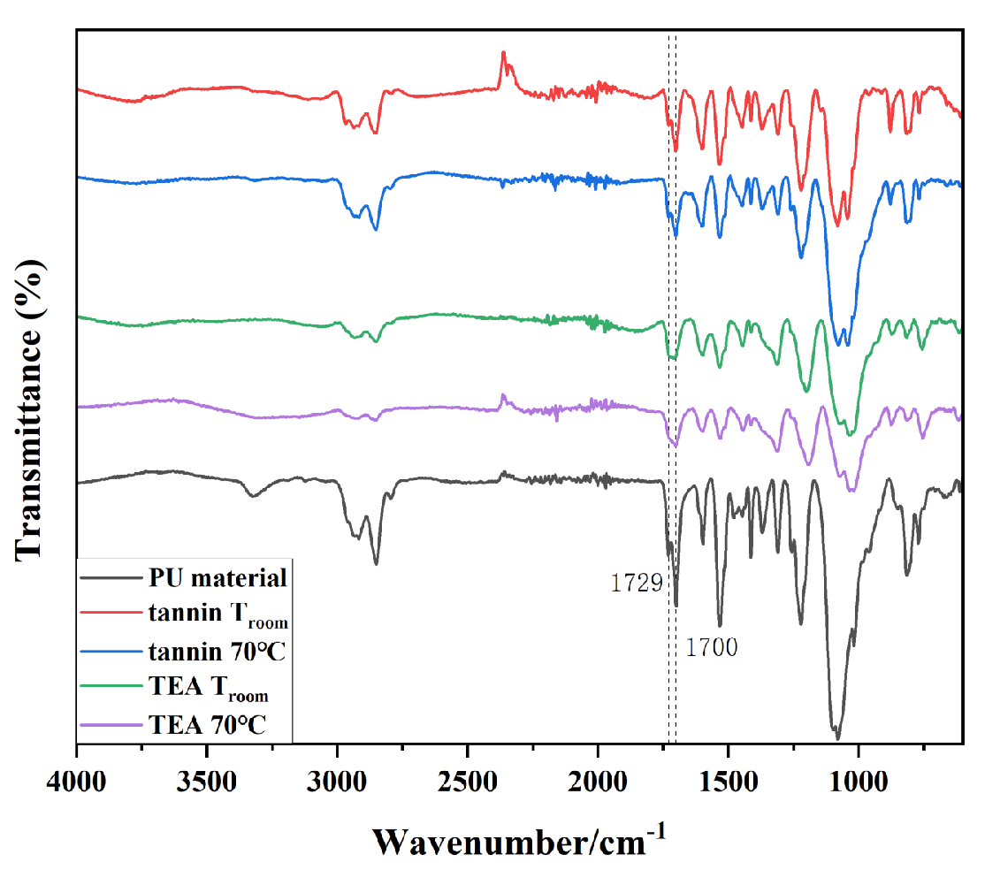 Transmittance (%)
1729
1700
PU material
tannin Troom
tannin 70℃
TEA Troom
TEA 70℃
4000 3500 3000 2500 2000 1500 1000
Wavenumber/cm-1